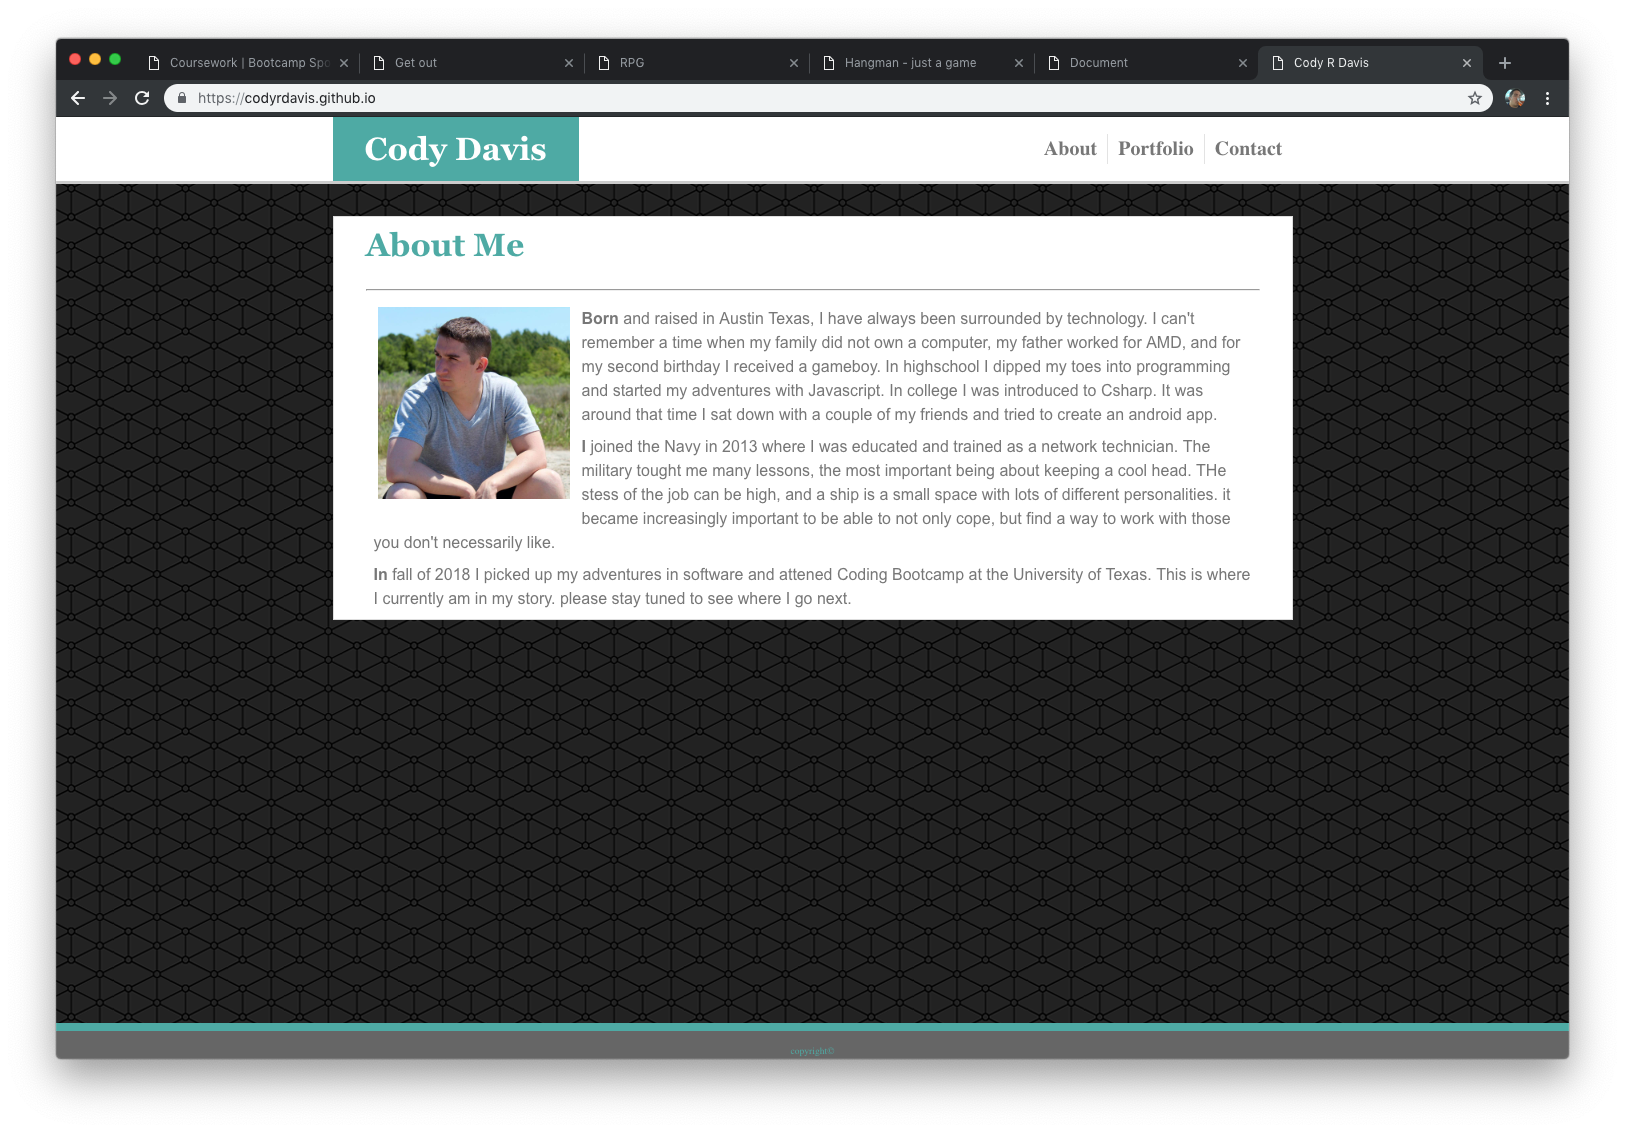 Coursework | Bootcamp Spo
Get out
RPG
Hangman - just a game
Document
Cody R Davis
https://codyrdavis.github.io
Cody Davis
About
Portfolio
Contact
About Me
Born and raised in Austin Texas, I have always been surrounded by technology. I can't
remember a time when my family did not own a computer, my father worked for AMD, and for
my second birthday I received a gameboy. In highschool I dipped my toes into programming
and started my adventures with Javascript. In college I was introduced to Csharp. It was
around that time I sat down with a couple of my friends and tried to create an android app.
I joined the Navy in 2013 where I was educated and trained as a network technician. The
military tought me many lessons, the most important being about keeping a cool head. THe
stess of the job can be high, and a ship is a small space with lots of different personalities. it
became increasingly important to be able to not only cope, but find a way to work with those
you don't necessarily like.
In fall of 2018 I picked up my adventures in software and attened Coding Bootcamp at the University of Texas. This is where
I currently am in my story. please stay tuned to see where I go next.
copyright©